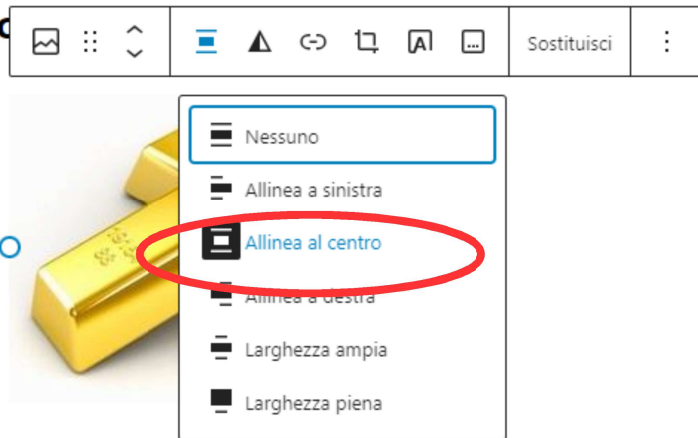 Sostituisci
Nessuno
Allinea a sinistra
Allinea al centro
Allinea a destra
Larghezza ampia
Larghezza piena